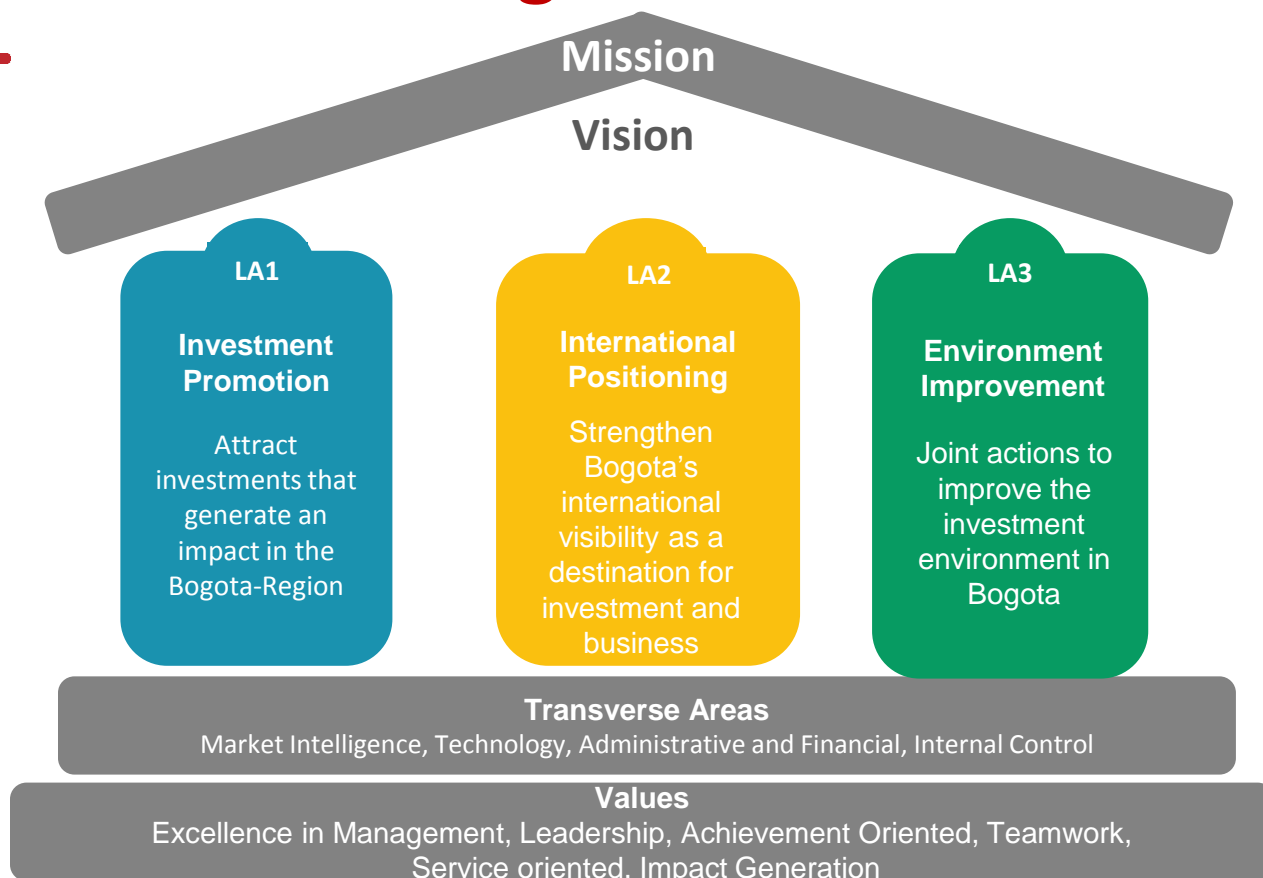 Mission
Vision
LA1
Investment
Promotion
Attract
investments that
generate an
impact in the
Bogota-Region
LA2
International
Positioning
Strengthen
Bogota’s
international
visibility as a
destination for
investment and
business
LA3
Environment
Improvement
Joint actions to
improve the
investment
environment in
Bogota
Transverse Areas
Market Intelligence, Technology, Administrative and Financial, Internal Control
Values
Excellence in Management, Leadership, Achievement Oriented, Teamwork,
Service oriented, Impact Generation